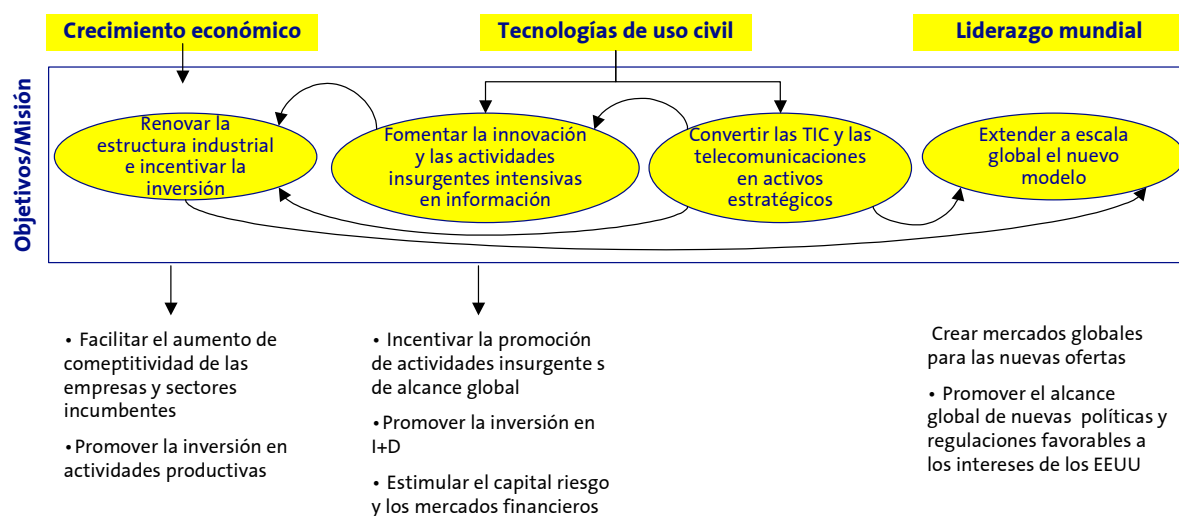 Crecimiento económico
Tecnologías de uso civil
Liderazgo mundial
Objetivos/Misión
Renovar la
estructura industrial
e incentivar la
inversión
Fomentar la innovación
y las actividades
insurgentes intensivas
en información
Convertir las TIC y las
telecomunicaciones
en activos
estratégicos
Extender a escala
global el nuevo
modelo
• Facilitar el aumento de
comeptitividad de las
empresas y sectores
incumbentes
•Promover la inversión en
actividades productivas
• Incentivar la promoción
de actividades insurgente s
de alcance global
•Promover la inversión en
I+D
• Estimular el capital riesgo
y los mercados financieros
Crear mercados globales
para las nuevas ofertas
• Promover el alcance
global de nuevas políticas y
regulaciones favorables a
los intereses de los EEUU